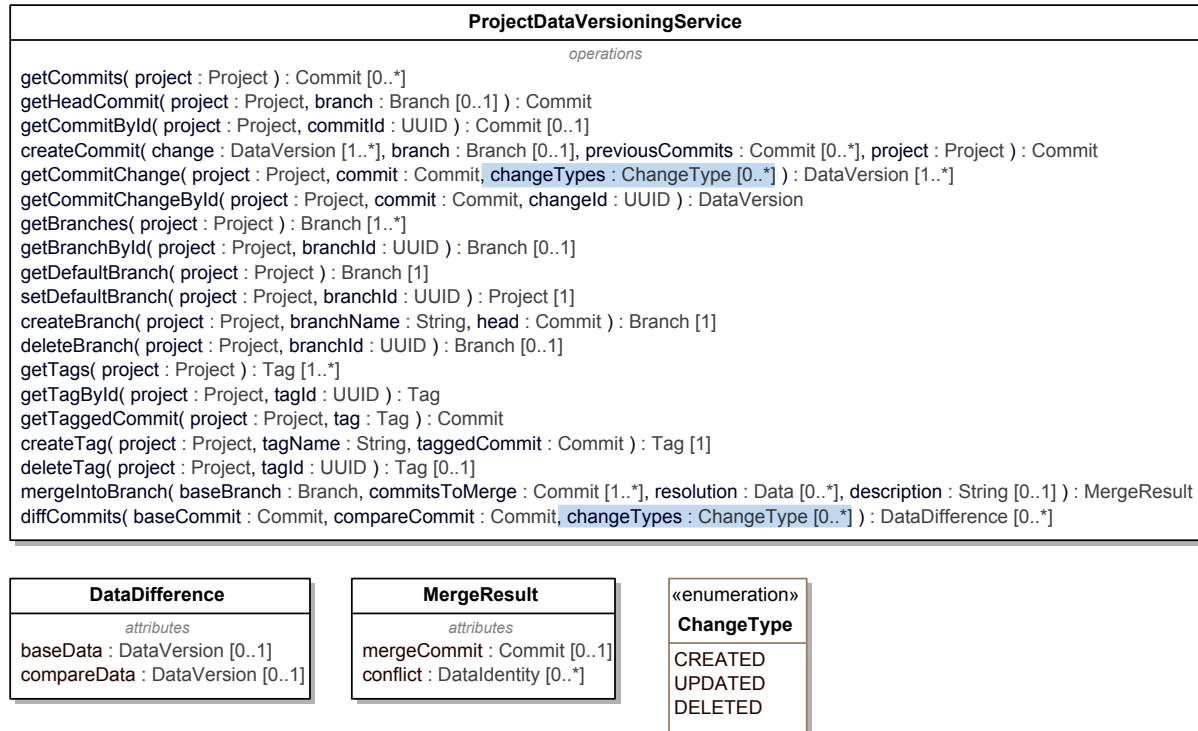 ProjectDataVersioningService
operations
getCommits( project : Project ) : Commit [0..*]
getHeadCommit( project : Project, branch : Branch [0..1] ) : Commit
getCommitById( project : Project, commitId : UUID ) : Commit [0..1]
createCommit( change : DataVersion [1..*], branch : Branch [0..1], previousCommits : Commit [0..*], project : Project ) : Commit
getCommitChange( project : Project, commit : Commit, changeTypes : ChangeType [0..*] ) : DataVersion [1..*]
getCommitChangeById( project : Project, commit : Commit, changeId : UUID ) : DataVersion
getBranches( project : Project ) : Branch [1..*]
getBranchById( project : Project, branchId : UUID ) : Branch [0..1]
getDefaultBranch( project : Project ) : Branch [1]
setDefaultBranch( project : Project, branchId : UUID ) : Project [1]
createBranch( project : Project, branchName : String, head : Commit ) : Branch [1]
deleteBranch( project : Project, branchId : UUID ) : Branch [0..1]
getTags( project : Project ) : Tag [1..*]
getTagById( project : Project, tagId : UUID ) : Tag
getTaggedCommit( project : Project, tag : Tag ) : Commit
createTag( project : Project, tagName : String, taggedCommit : Commit ) : Tag [1]
deleteTag( project : Project, tagId : UUID ) : Tag [0..1]
mergeIntoBranch( baseBranch : Branch, commitsToMerge : Commit [1..*], resolution : Data [0..*], description : String [0..1] ) : MergeResult
diffCommits( baseCommit : Commit, compareCommit : Commit, changeTypes : ChangeType [0..*] ) : DataDifference [0..*]
DataDifference
attributes
baseData : DataVersion [0..1]
compareData : DataVersion [0..1]
MergeResult
attributes
mergeCommit : Commit [0..1]
conflict : DataIdentity [0..*]
«enumeration»
ChangeType
CREATED
UPDATED
DELETED